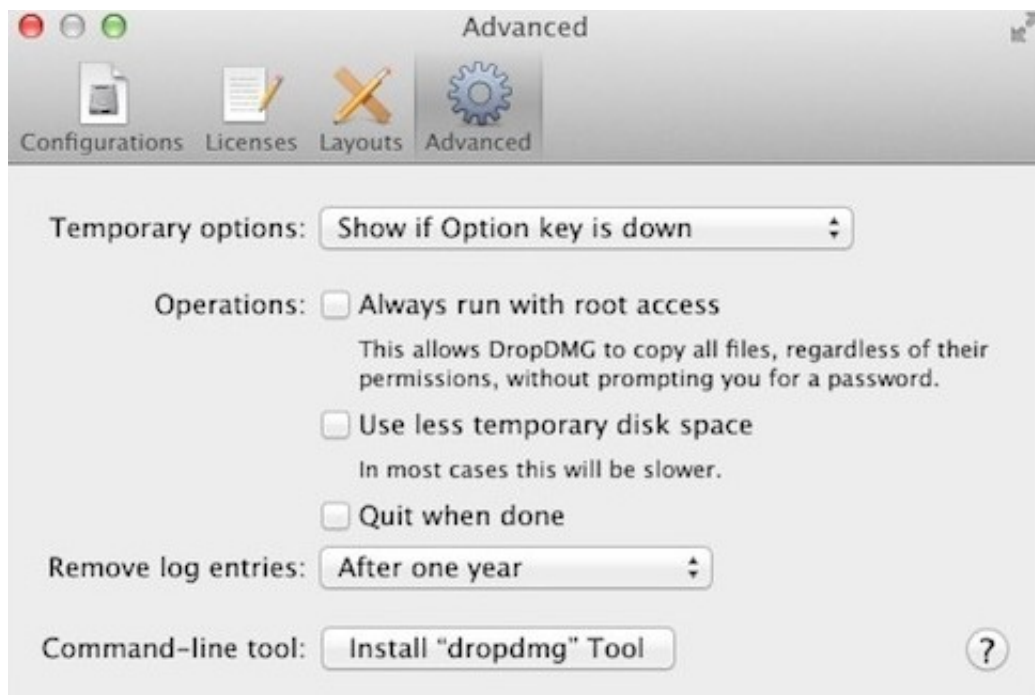 Advanced
Configurations Licenses Layouts Advanced
Temporary options: Show if Option key is down
Operations: Always run with root access
This allows DropDMG to copy all files, regardless of their
permissions, without prompting you for a password.
Use less temporary disk space
In most cases this will be slower.
Quit when done
Remove log entries: After one year
Command-line tool: Install “dropdmg” Tool ?